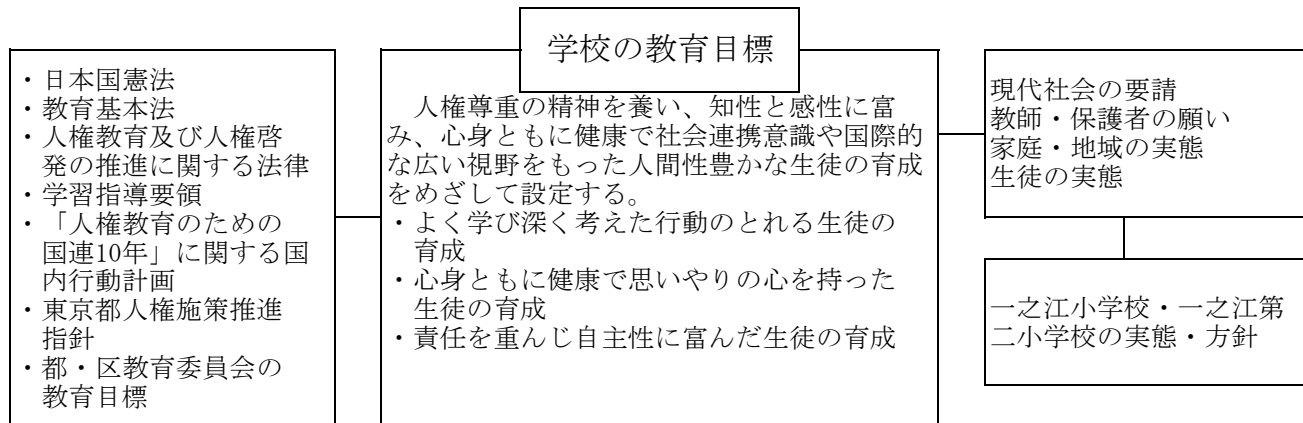 学校の教育目標
・日本国憲法
・教育基本法
・人権教育及び人権啓
発の推進に関する法律
・学習指導要領
・「人権教育のための
国連10年」に関する国
内行動計画
・東京都人権施策推進
指針
・都・区教育委員会の
教育目標
人権尊重の精神を養い、知性と感性に富
み、心身ともに健康で社会連携意識や国際的
な広い視野をもった人間性豊かな生徒の育成
をめざして設定する。
・よく学び深く考えた行動のとれる生徒の
育成
・心身ともに健康で思いやりの心を持った
生徒の育成
・責任を重んじ自主性に富んだ生徒の育成
現代社会の要請
教師・保護者の願い
家庭・地域の実態
生徒の実態
一之江小学校・一之江第
二小学校の実態・方針